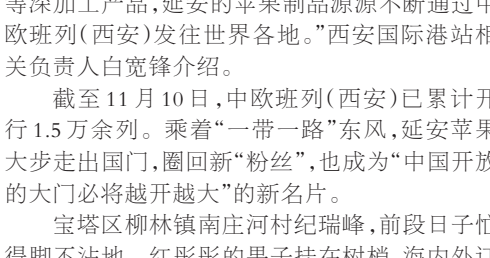 等深加工产品,延安的苹果制品源源不断通过中
欧班列(西安)发往世界各地。”西安国际港站相
关负责人白宽锋介绍。
截至11月10日,中欧班列(西安)已累计开
行1.5万余列。乘着“一带一路”东风,延安苹果
大步走出国门,圈回新“粉丝”,也成为“中国开放
的大门必将越开越大”的新名片。
宝塔区柳林镇南庄河村纪瑞峰,前段日子忙
得脚不沾地。红彤彤的果子挂在树梢,海内外订